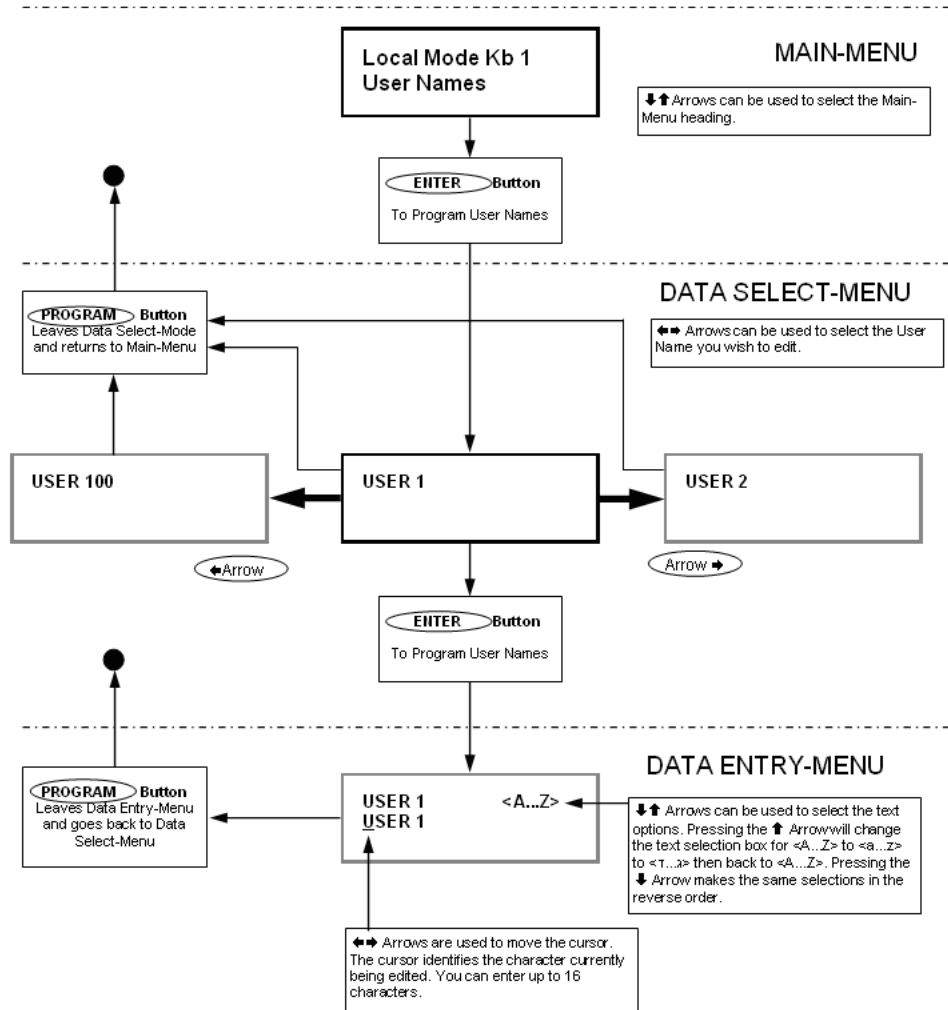 Local Mode Kb 1
User Names
MAIN-MENU
⬇⬆ Arrows can be used to select the Main-
Menu heading.
ENTER Button
To Program User Names
DATA SELECT-MENU
⬅➡ Arrows can be used to select the User
Name you wish to edit.
PROGRAM Button
Leaves Data Select-Mode
and returns to Main-Menu
USER 100
USER 1
USER 2
⬅Arrow
Arrow ➡
ENTER Button
To Program User Names
DATA ENTRY-MENU
PROGRAM Button
Leaves Data Entry-Menu
and goes back to Data
Select-Menu
USER 1 <A...Z>
USER 1
⬇⬆ Arrows can be used to select the text
options. Pressing the ⬆ Arrow will change
the text selection box for <A...Z> to <a...z>
to then back to <A...Z>. Pressing the
⬇ Arrow makes the same selections in the
reverse order.
⬅➡ Arrows are used to move the cursor.
The cursor identifies the character currently
being edited. You can enter up to 16
characters.